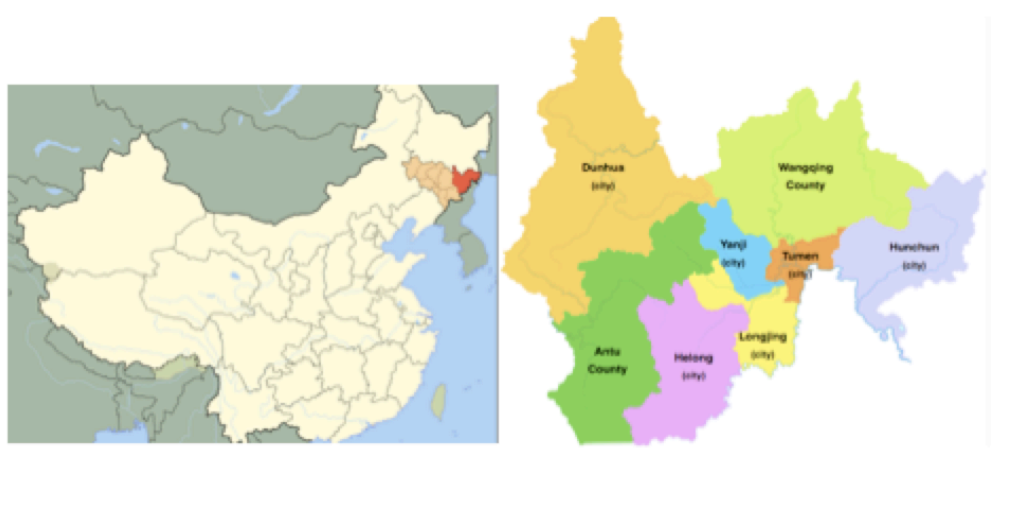 Dunhua
(city)
Wangqing
County
Yanji
(city)
Tumen
(city)
Hunchun
(city)
Antu
County
Helong
(city)
Longjing
(city)